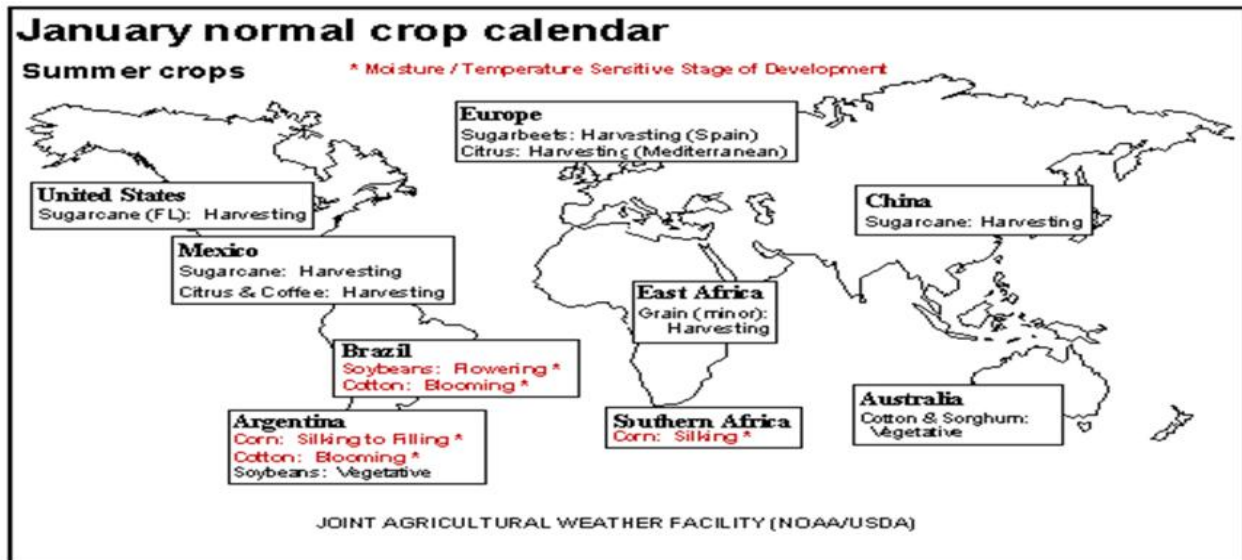 January normal crop calendar
Summer crops
* Moisture / Temperature Sensitive Stage of Development
Europe
Sugarbeets: Harvesting (Spain)
Citrus: Harvesting (Mediterranean)
United States
Sugarcane (FL): Harvesting
China
Sugarcane: Harvesting
Mexico
Sugarcane: Harvesting
Citrus & Coffee: Harvesting
East Africa
Grain (minor):
Harvesting
Brazil
Soybeans: Flowering *
Cotton: Blooming *
Australia
Cotton & Sorghum:
Vegetative
Argentina
Corn: Silking to Filling *
Cotton: Blooming *
Soybeans: Vegetative
Southern Africa
Corn: Silking *
JOINT AGRICULTURAL WEATHER FACILITY (NOAA/USDA)